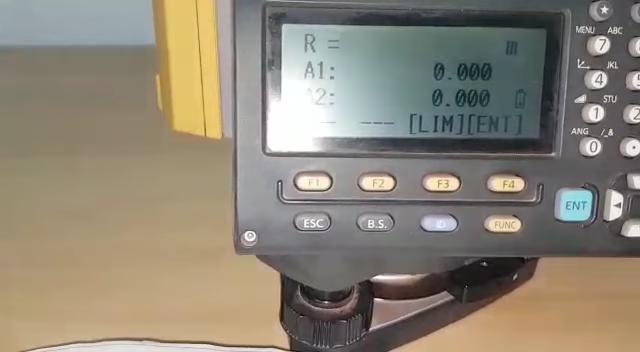 R = m
A1: 0.000
A2: 0.000
--- [LIM][ENT]
F1 F2 F3 F4
ESC B.S. FUNC
ENT
★
MENU ABC
7
JKL
4
STU
1 2
ANG /_&
0 •